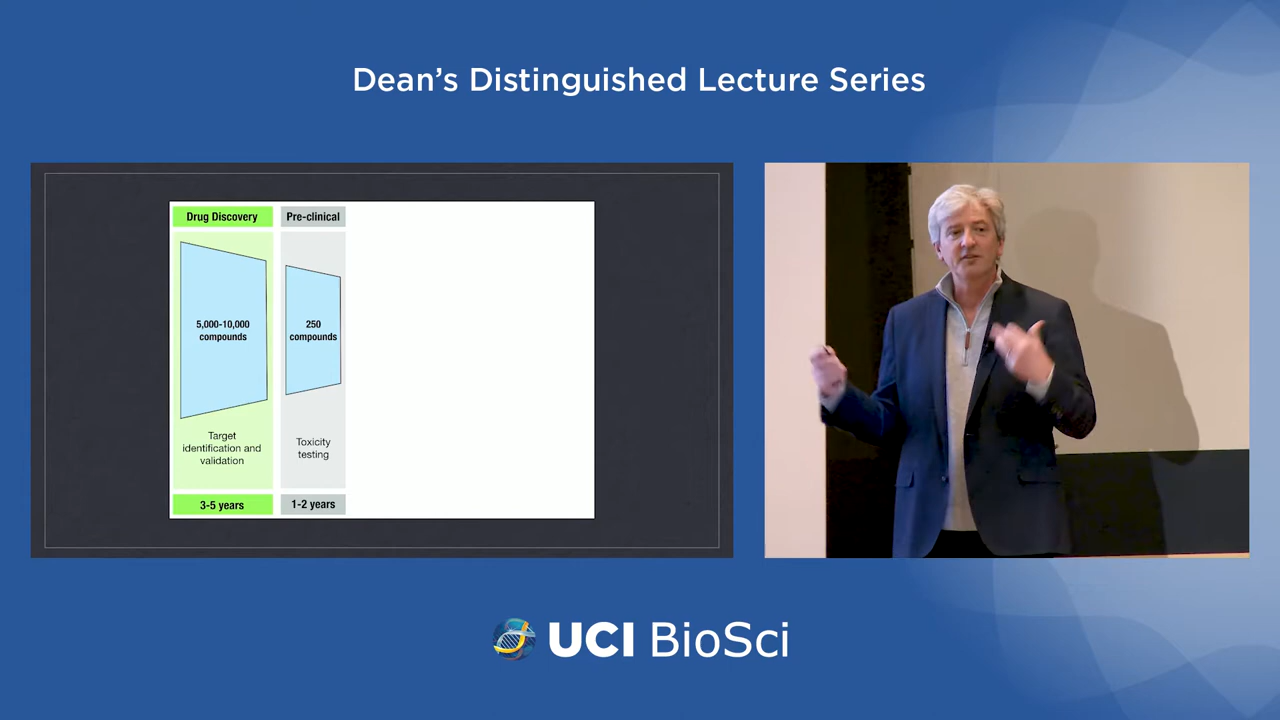 Dean's Distinguished Lecture Series
Drug Discovery
5,000-10,000
compounds
Target
identification and
validation
3-5 years
Pre-clinical
250
compounds
Toxicity
testing
1-2 years
UCI BioSci